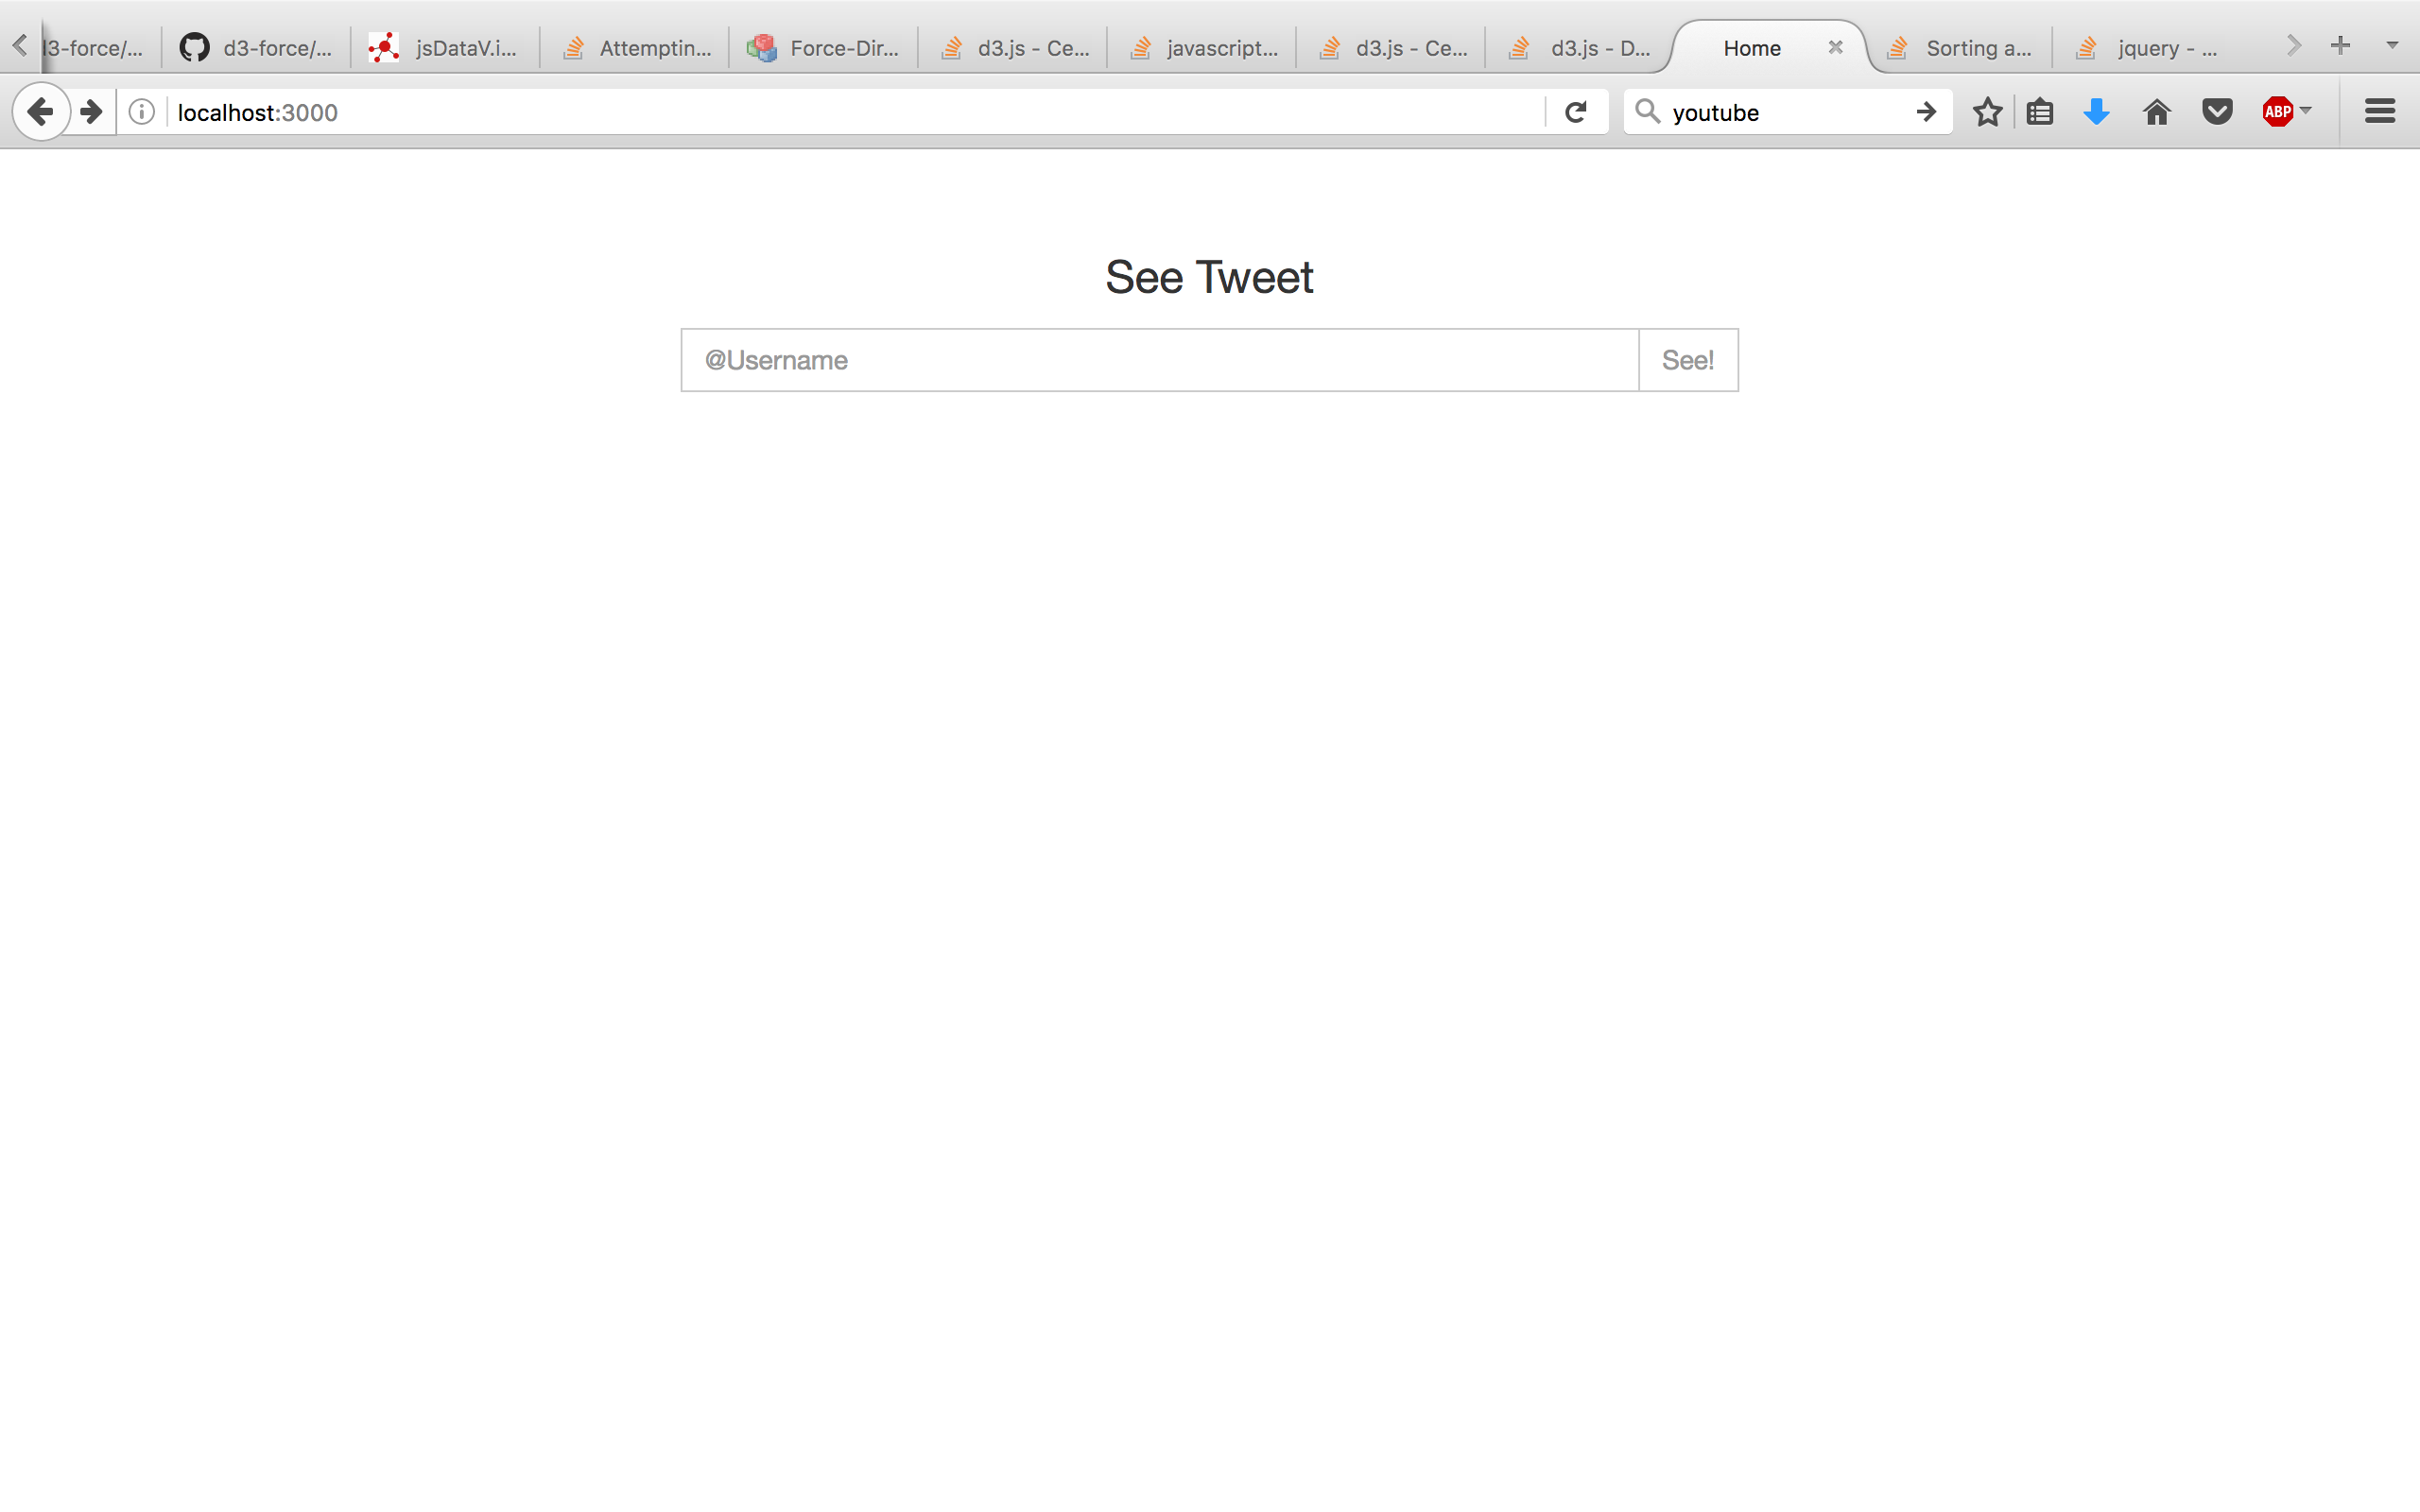 l3-force/...
d3-force/...
jsDataV.i...
Attemptin...
Force-Dir...
d3.js - Ce...
javascript...
d3.js - Ce...
d3.js - D...
Home
Sorting a...
jquery - ...
localhost:3000
youtube
ABP
See Tweet
@Username
See!